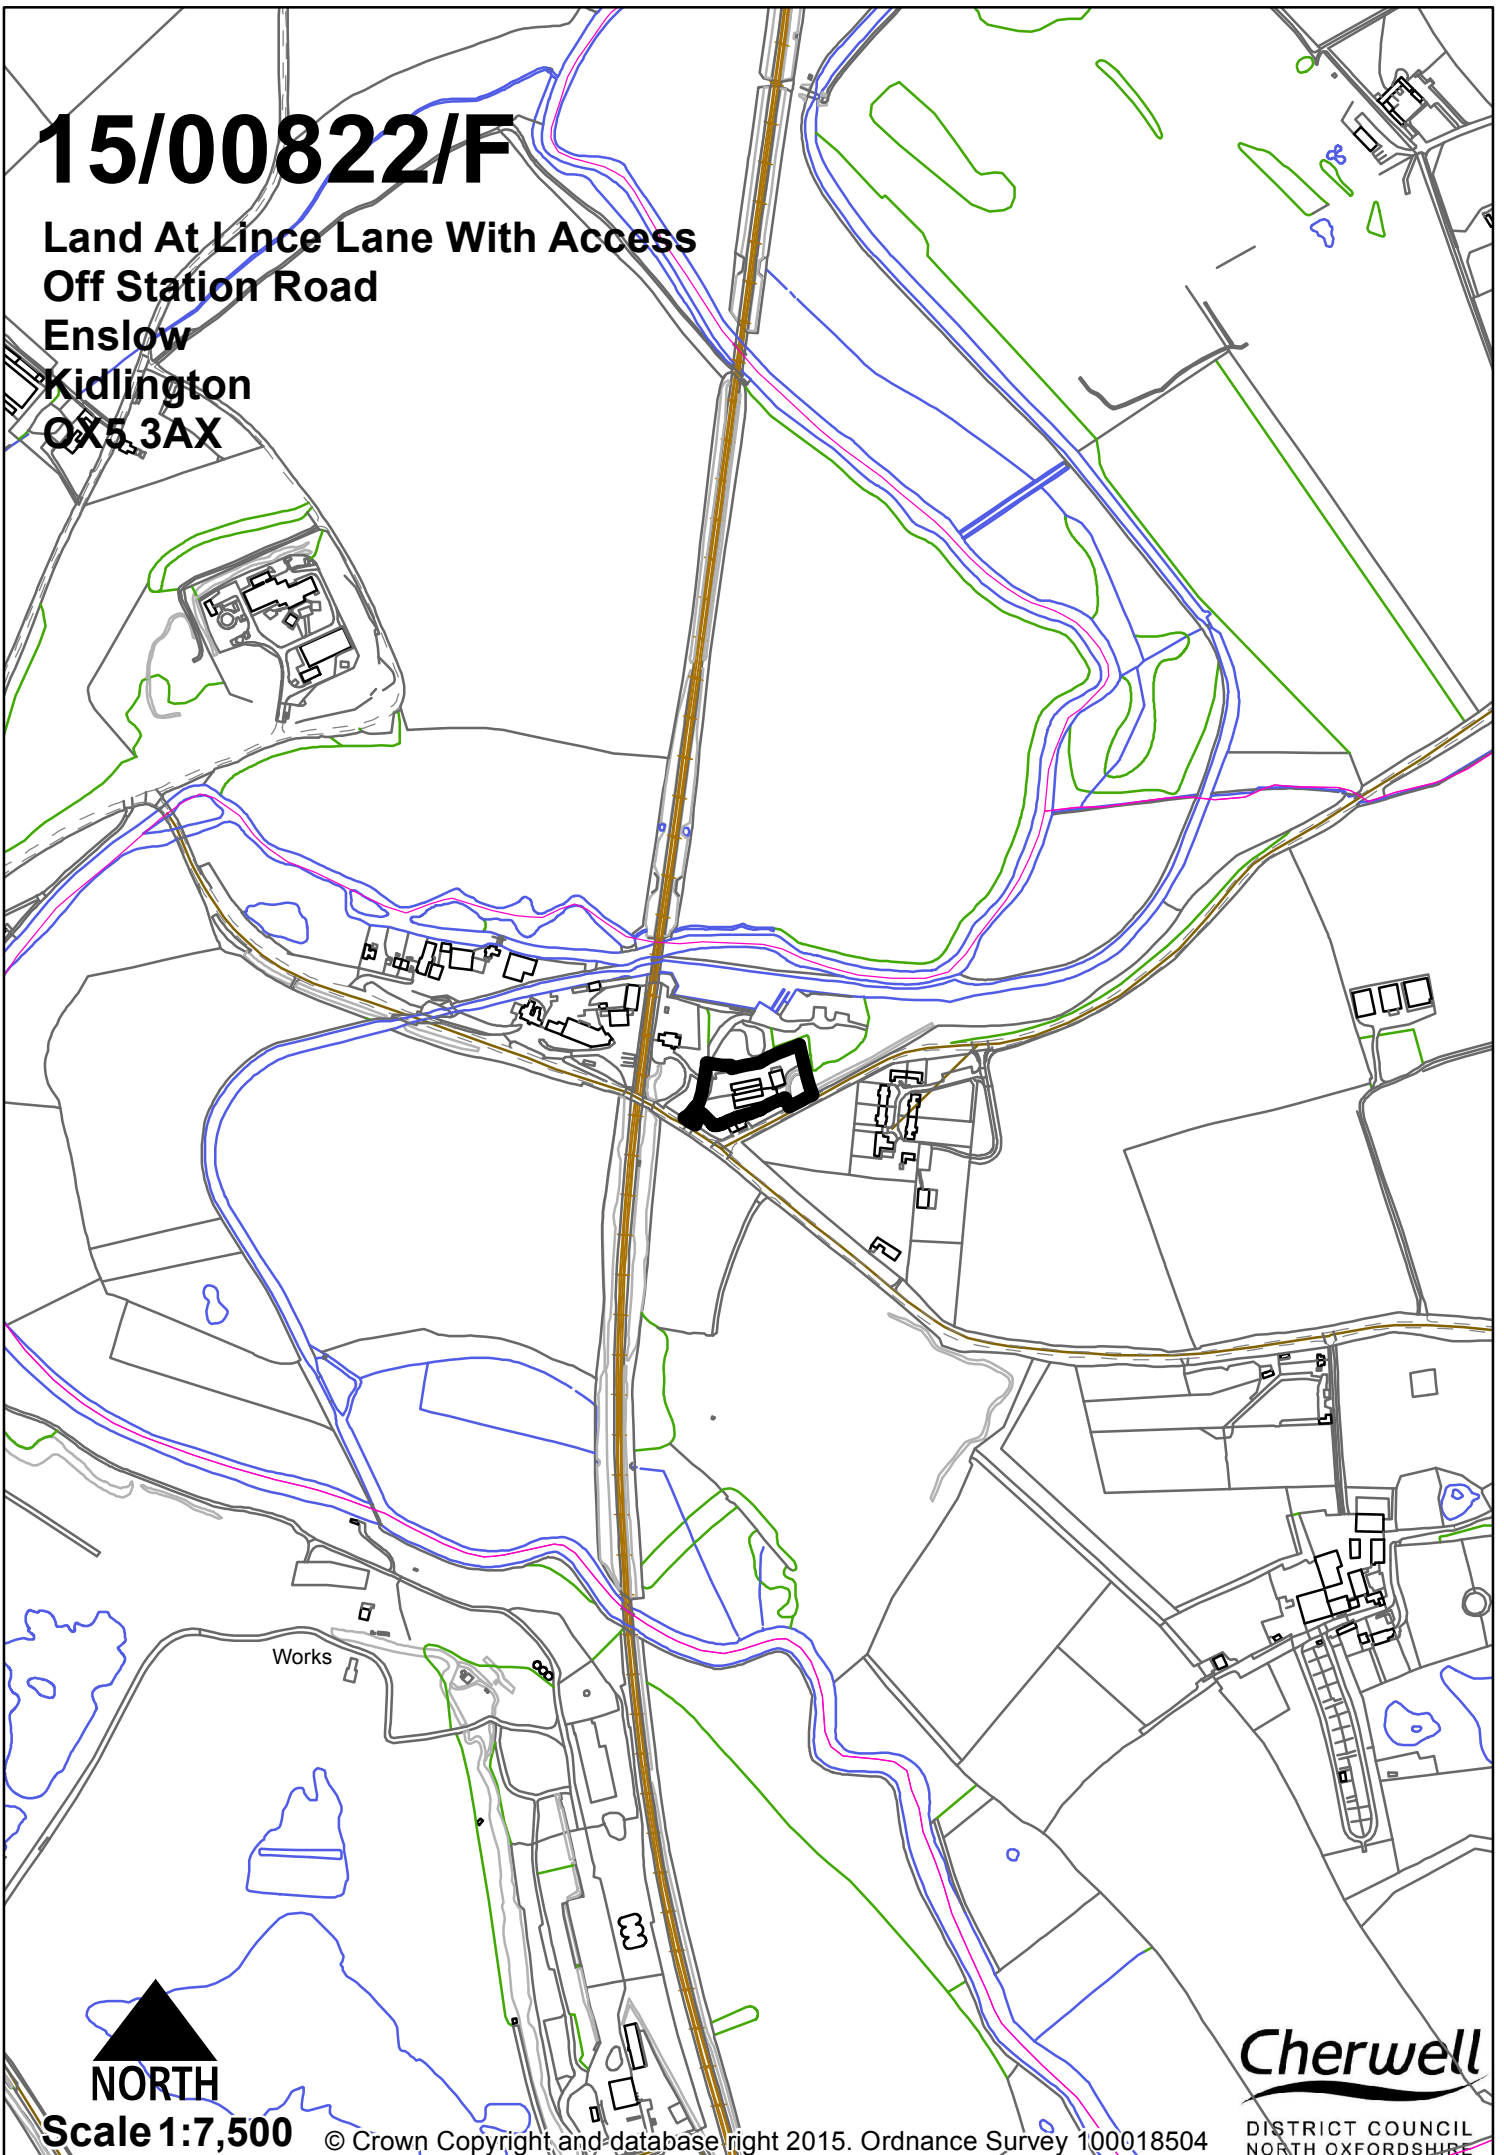 15/00822/F
Land At Lince Lane With Access
Off Station Road
Enslow
Kidlington
OX5 3AX
Works
NORTH
Scale 1:7,500
© Crown Copyright and database right 2015. Ordnance Survey 100018504
Cherwell
DISTRICT COUNCIL
NORTH OXFORDSHIRE